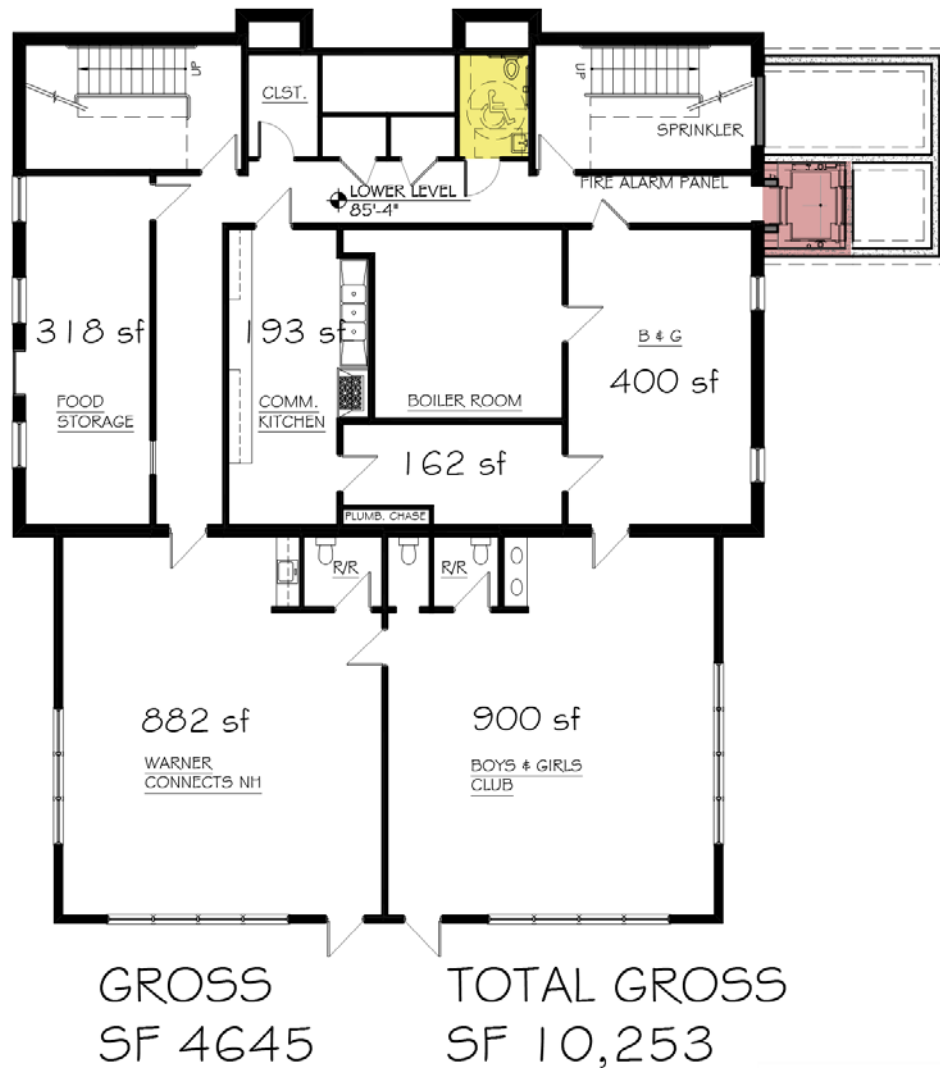 UP
UP
CLST.
SPRINKLER
FIRE ALARM PANEL
LOWER LEVEL
85'-4"
318 sf
193 sf
B & G
400 sf
FOOD
STORAGE
COMM.
KITCHEN
BOILER ROOM
162 sf
PLUMB. CHASE
R/R
R/R
882 sf
900 sf
WARNER
CONNECTS NH
BOYS & GIRLS
CLUB
GROSS
SF 4645
TOTAL GROSS
SF 10,253